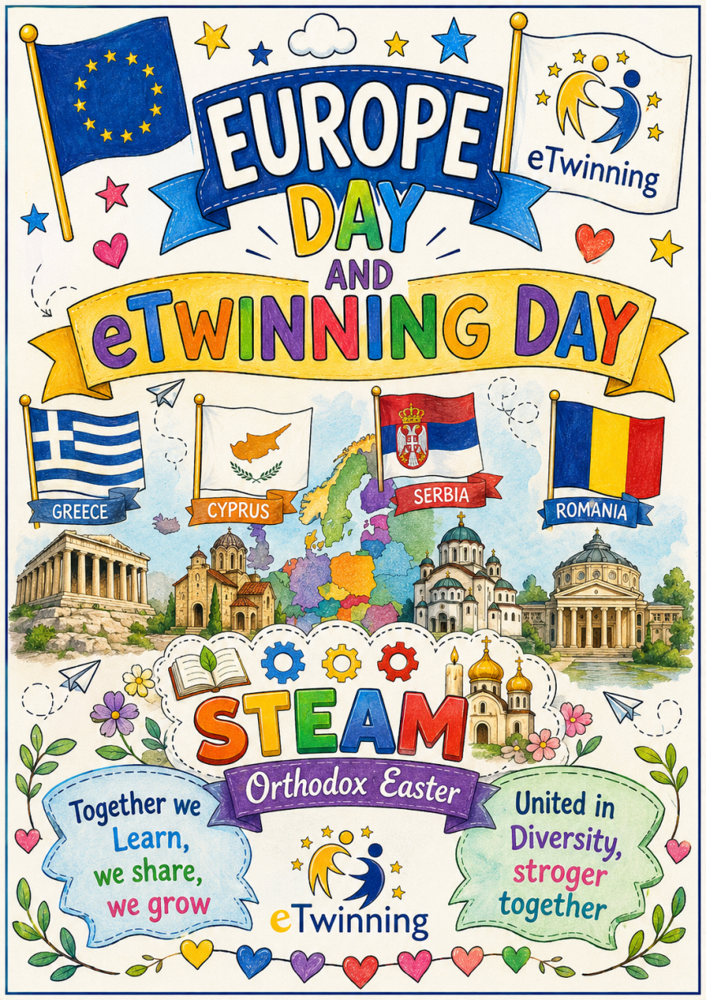 EUROPE
DAY
eTwinning
AND
eTWINNING DAY
GREECE
CYPRUS
SERBIA
ROMANIA
STEAM
Orthodox Easter
Together we
Learn,
we share,
we grow
United in
Diversity,
stroger
together
eTwinning